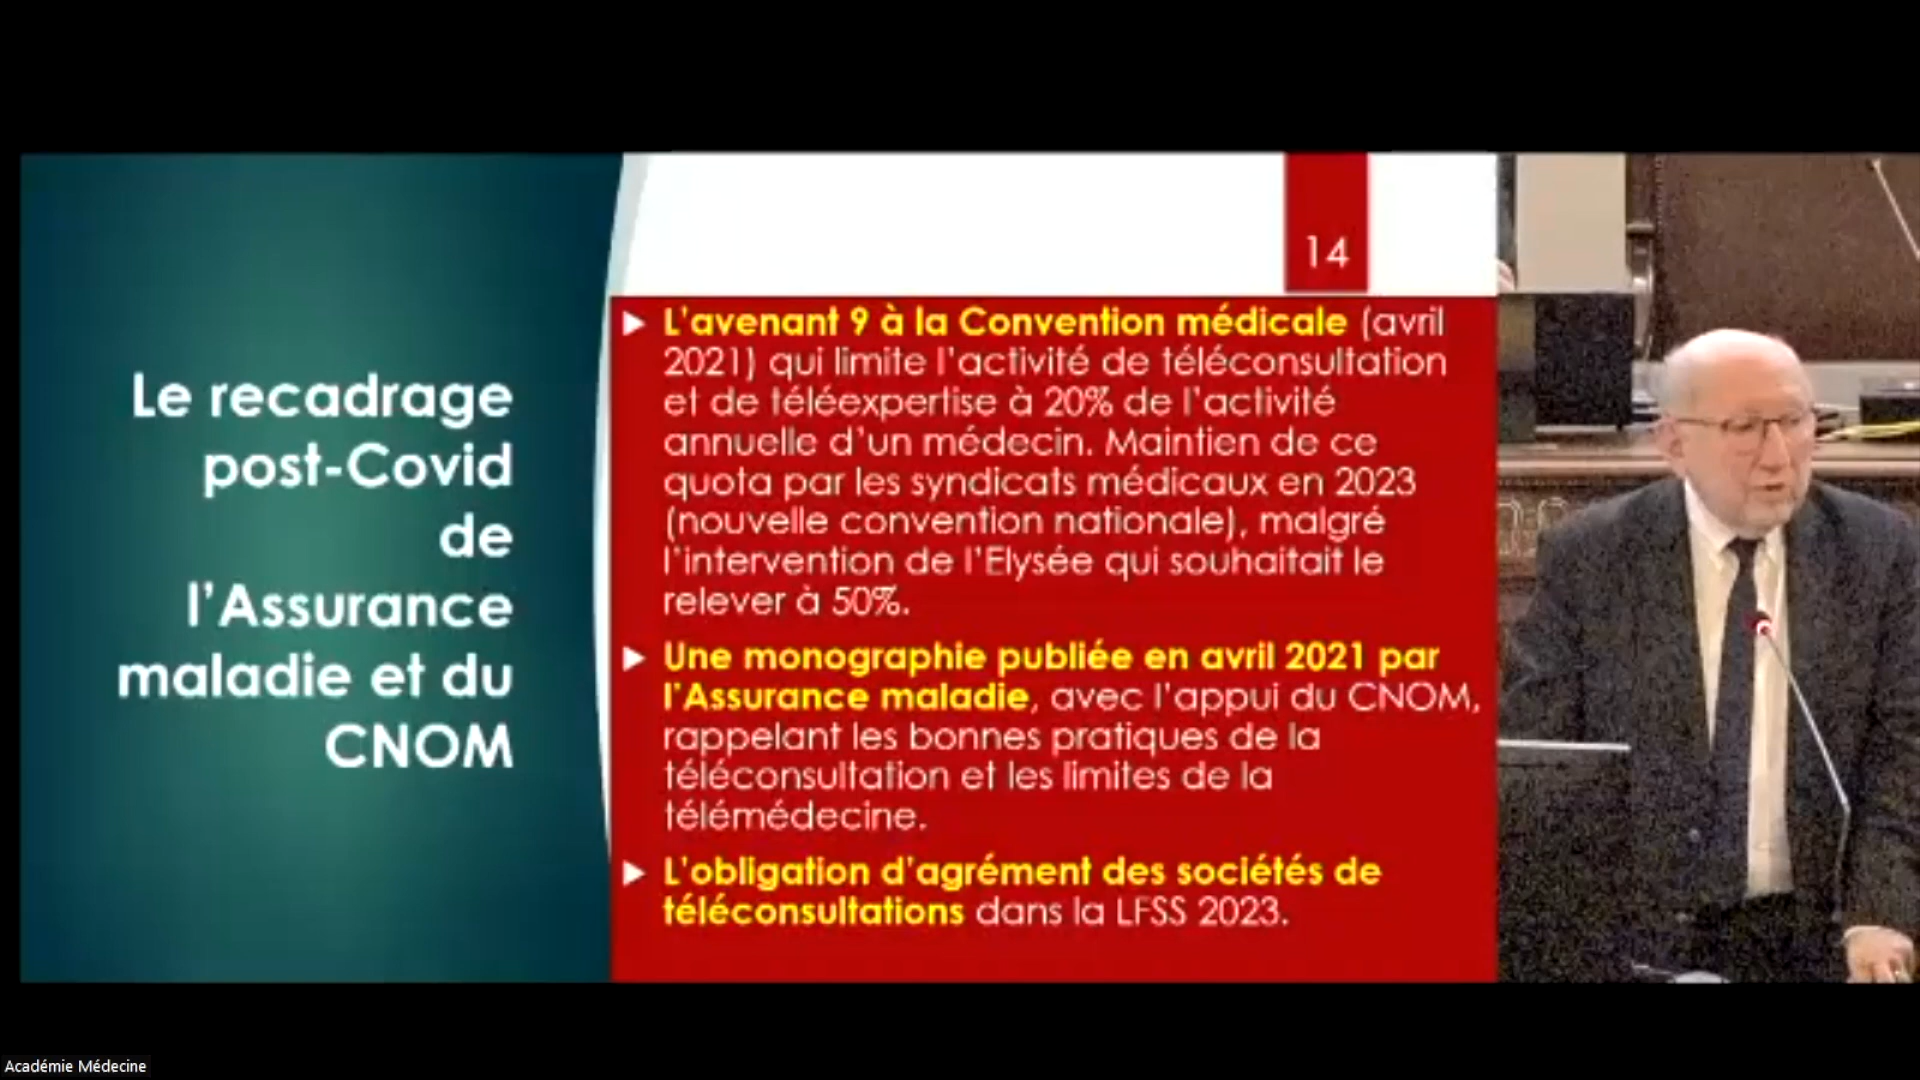 Le recadrage
post-Covid
de
l'Assurance
maladie et du
CNOM
14
L'avenant 9 à la Convention médicale (avril
2021) qui limite l'activité de téléconsultation
et de téléexpertise à 20% de l'activité
annuelle d'un médecin. Maintien de ce
quota par les syndicats médicaux en 2023
(nouvelle convention nationale), malgré
l'intervention de l'Elysée qui souhaitait le
relever à 50%.
Une monographie publiée en avril 2021 par
l'Assurance maladie, avec l'appui du CNOM,
rappelant les bonnes pratiques de la
téléconsultation et les limites de la
télémédecine.
L'obligation d'agrément des sociétés de
téléconsultations dans la LFSS 2023.
Académie Médecine